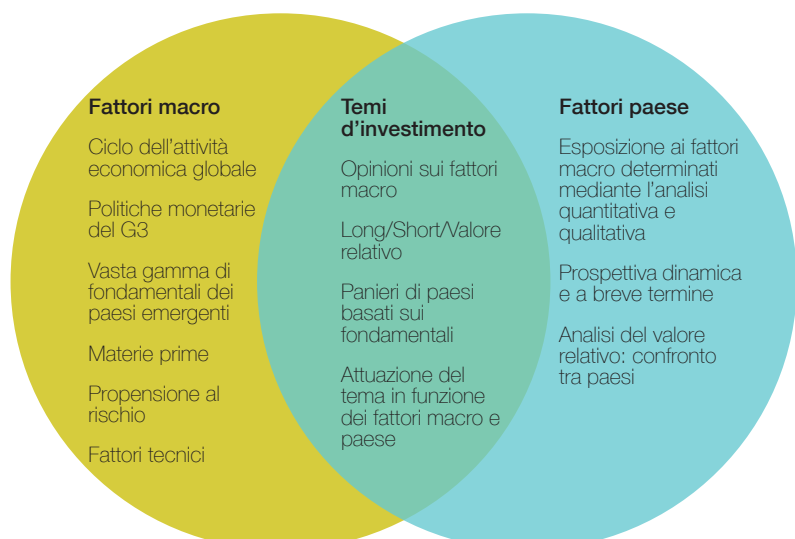 Fattori macro
Ciclo dell’attività
economica globale
Politiche monetarie
del G3
Vasta gamma di
fondamentali dei
paesi emergenti
Materie prime
Propensione al
rischio
Fattori tecnici
Temi
d’investimento
Opinioni sui fattori
macro
Long/Short/Valore
relativo
Panieri di paesi
basati sui
fondamentali
Attuazione del
tema in funzione
dei fattori macro e
paese
Fattori paese
Esposizione ai fattori
macro determinati
mediante l’analisi
quantitativa e
qualitativa
Prospettiva dinamica
e a breve termine
Analisi del valore
relativo: confronto
tra paesi